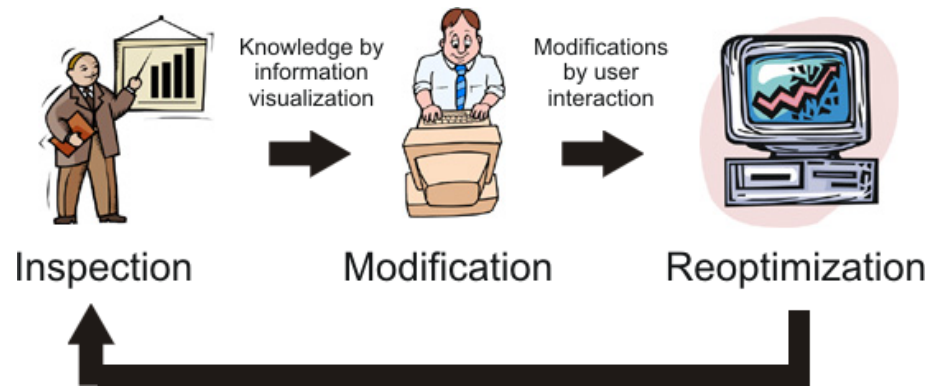 Knowledge by
information
visualization
Modifications
by user
interaction
Inspection
Modification
Reoptimization